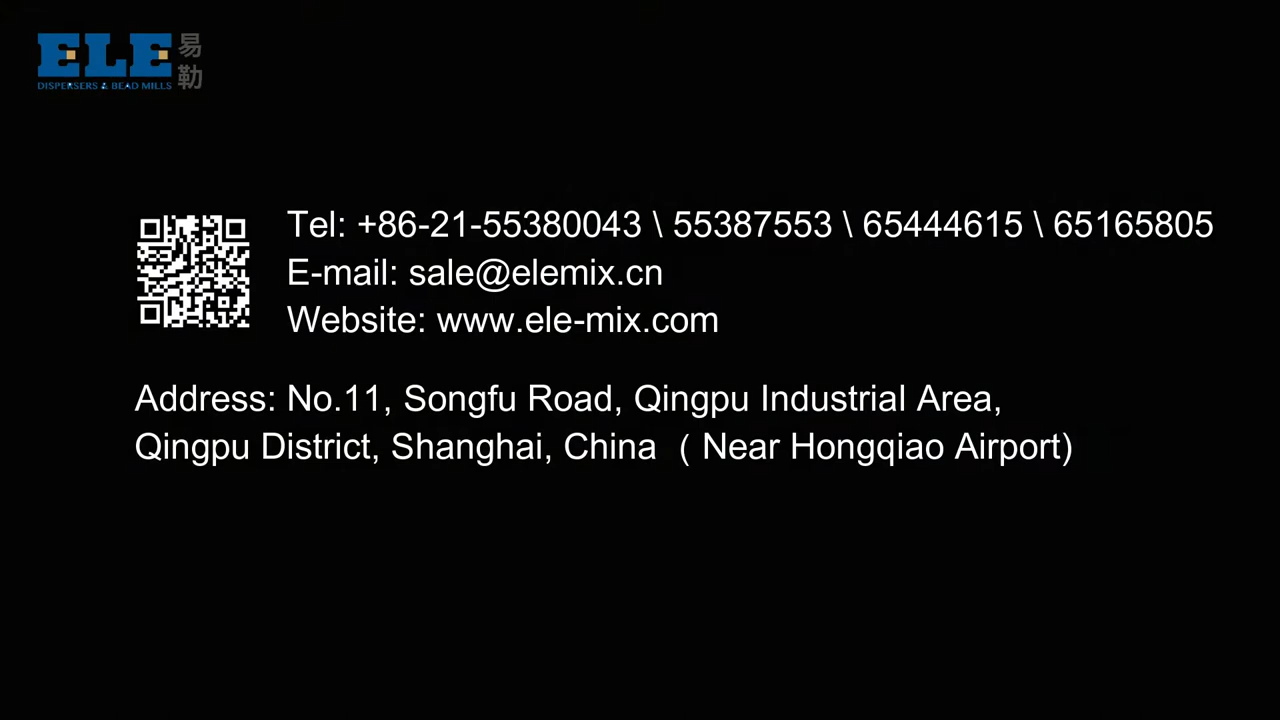 ELE 易勒
DISPERSERS & BEAD MILLS
Tel: +86-21-55380043 \ 55387553 \ 65444615 \ 65165805
E-mail: sale@elemix.cn
Website: www.ele-mix.com
Address: No.11, Songfu Road, Qingpu Industrial Area,
Qingpu District, Shanghai, China ( Near Hongqiao Airport)